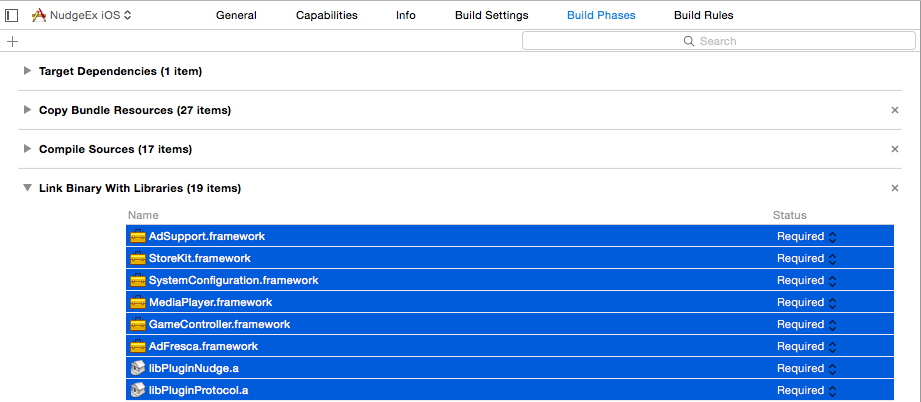 NudgeEx iOS General Capabilities Info Build Settings Build Phases Build Rules
Search
Target Dependencies (1 item)
Copy Bundle Resources (27 items)
Compile Sources (17 items)
Link Binary With Libraries (19 items)
Name Status
AdSupport.framework Required
StoreKit.framework Required
SystemConfiguration.framework Required
MediaPlayer.framework Required
GameController.framework Required
AdFresca.framework Required
libPluginNudge.a Required
libPluginProtocol.a Required